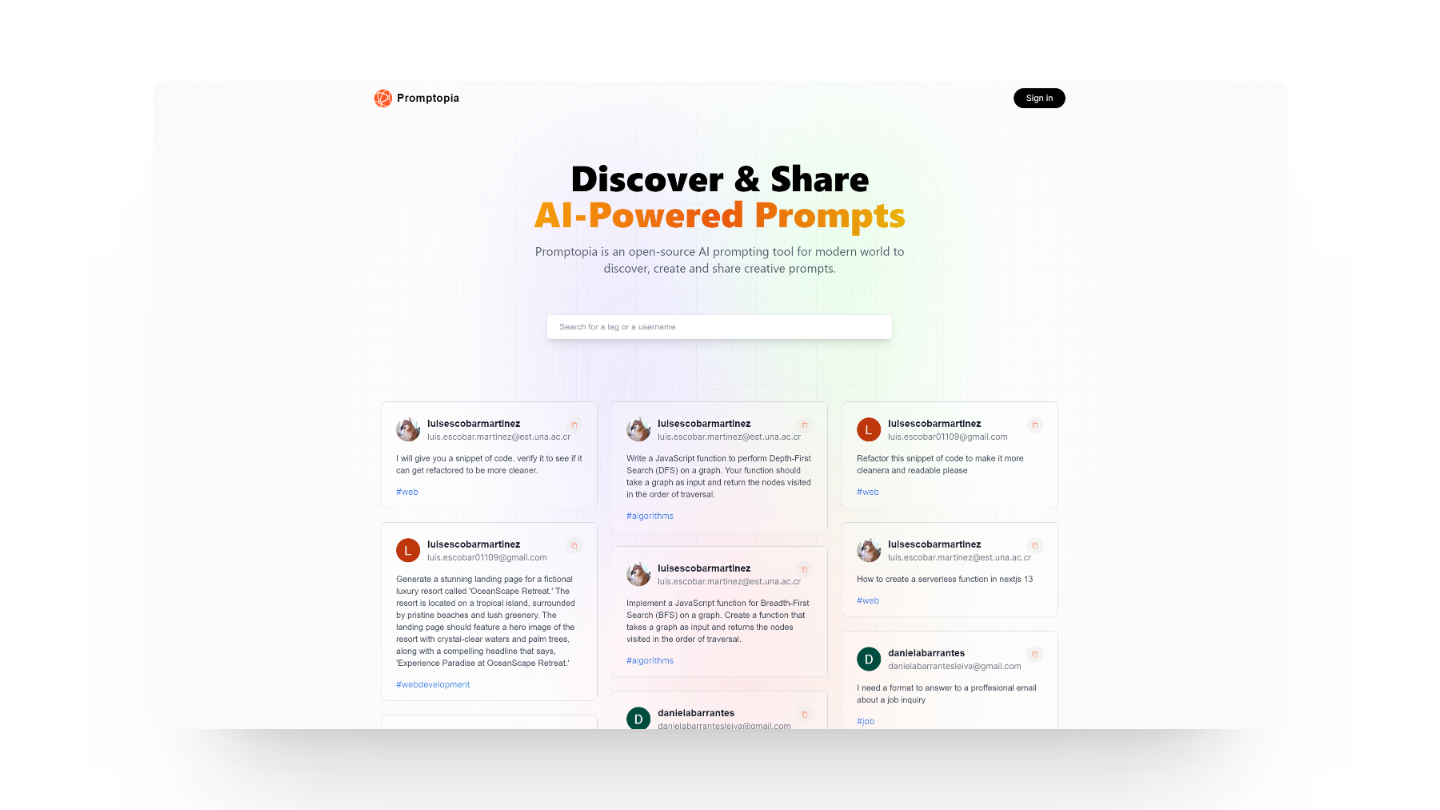 Promptopia
Sign in
Discover & Share
AI-Powered Prompts
Promptopia is an open-source AI prompting tool for modern world to
discover, create and share creative prompts.
Search for a tag or a username
luisescobarmartinez
luis.escobar.martinez@est.una.ac.cr
I will give you a snippet of code, verify it to see if it
can get refactored to be more cleaner.
#web
L
luisescobarmartinez
luis.escobar01109@gmail.com
Generate a stunning landing page for a fictional
luxury resort called 'OceanScape Retreat.' The
resort is located on a tropical island, surrounded
by pristine beaches and lush greenery. The
landing page should feature a hero image of the
resort with crystal-clear waters and palm trees,
along with a compelling headline that says,
'Experience Paradise at OceanScape Retreat.'
#webdevelopment
luisescobarmartinez
luis.escobar.martinez@est.una.ac.cr
Write a JavaScript function to perform Depth-First
Search (DFS) on a graph. Your function should
take a graph as input and return the nodes visited
in the order of traversal.
#algorithms
luisescobarmartinez
luis.escobar.martinez@est.una.ac.cr
Implement a JavaScript function for Breadth-First
Search (BFS) on a graph. Create a function that
takes a graph as input and returns the nodes
visited in the order of traversal.
#algorithms
D
danielabarrantes
danielabarrantesleiva@gmail.com
L
luisescobarmartinez
luis.escobar01109@gmail.com
Refactor this snippet of code to make it more
cleanera and readable please
#web
luisescobarmartinez
luis.escobar.martinez@est.una.ac.cr
How to create a serverless function in nextjs 13
#web
D
danielabarrantes
danielabarrantesleiva@gmail.com
I need a format to answer to a proffesional email
about a job inquiry
#job